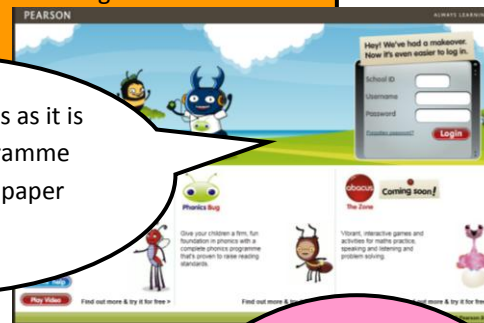 PEARSON
ALWAYS LEARNING
Hey! We've had a makeover.
Now it's even easier to log in.
School ID
Username
Password
Forgotten password?
Login
s as it is
ramme
paper
Phonics Bug
Give your children a firm, fun
foundation in phonics with a
complete phonics programme
that's proven to raise reading
standards.
abacus
Coming soon!
The Zone
Vibrant, interactive games and
activities for maths practice,
speaking and listening and
problem solving.
Play Video
Find out more & try it for free >
Find out more & try
more & try it for free
Pearson